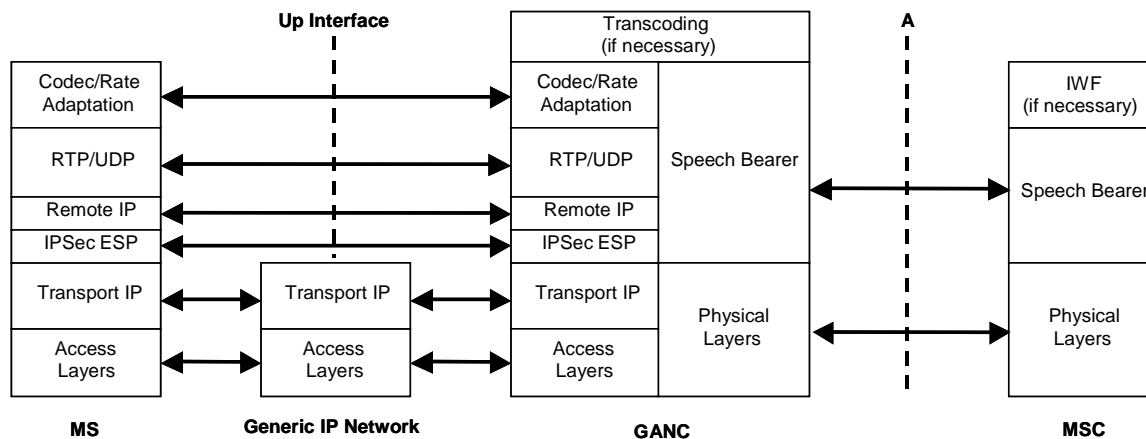 Up Interface
A
Transcoding
(if necessary)
Codec/Rate
Adaptation
Codec/Rate
Adaptation
IWF
(if necessary)
RTP/UDP
RTP/UDP
Speech Bearer
Speech Bearer
Remote IP
Remote IP
IPSec ESP
IPSec ESP
Transport IP
Transport IP
Transport IP
Physical
Layers
Physical
Layers
Access
Layers
Access
Layers
Access
Layers
MS
Generic IP Network
GANC
MSC